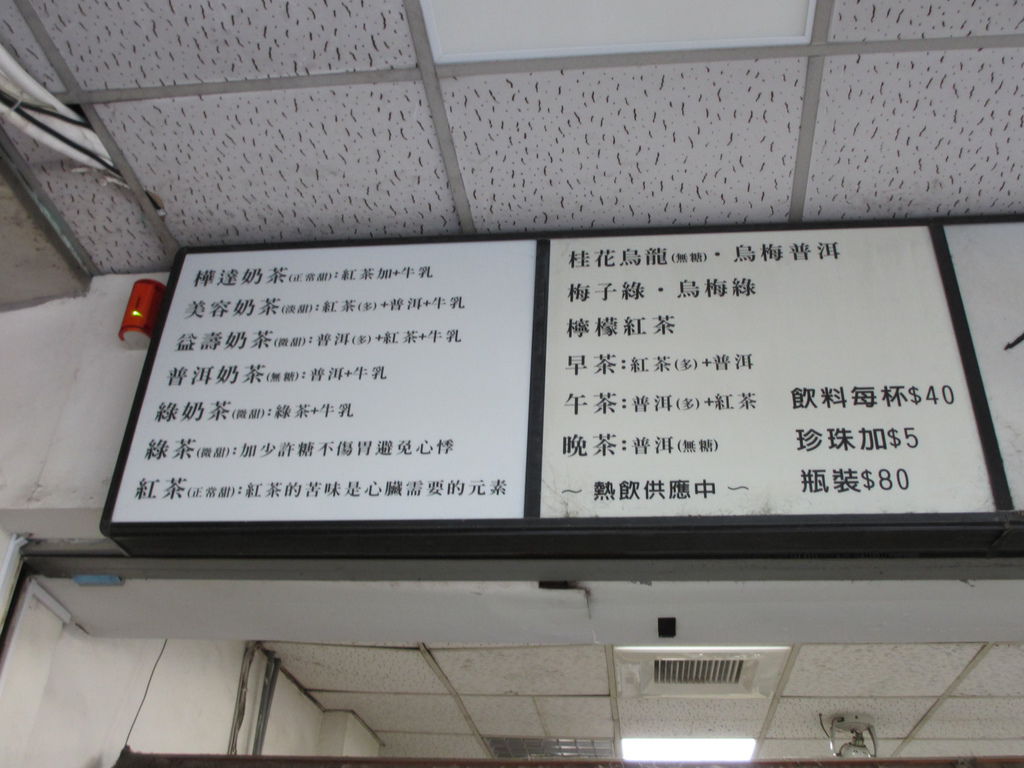 樺達奶茶(正常甜):紅茶加+牛乳
美容奶茶(淡甜):紅茶(多)+普洱+牛乳
益壽奶茶(微甜):普洱(多)+紅茶+牛乳
普洱奶茶(無糖):普洱+牛乳
綠奶茶(微甜):綠茶+牛乳
綠茶(微甜):加少許糖不傷胃避免心悸
紅茶(正常甜):紅茶的苦味是心臟需要的元素
桂花烏龍(無糖)·烏梅普洱
梅子綠·烏梅綠
檸檬紅茶
早茶:紅茶(多)+普洱
午茶:普洱(多)+紅茶
晚茶:普洱(無糖)
~熱飲供應中~
飲料每杯$40
珍珠加$5
瓶裝$80